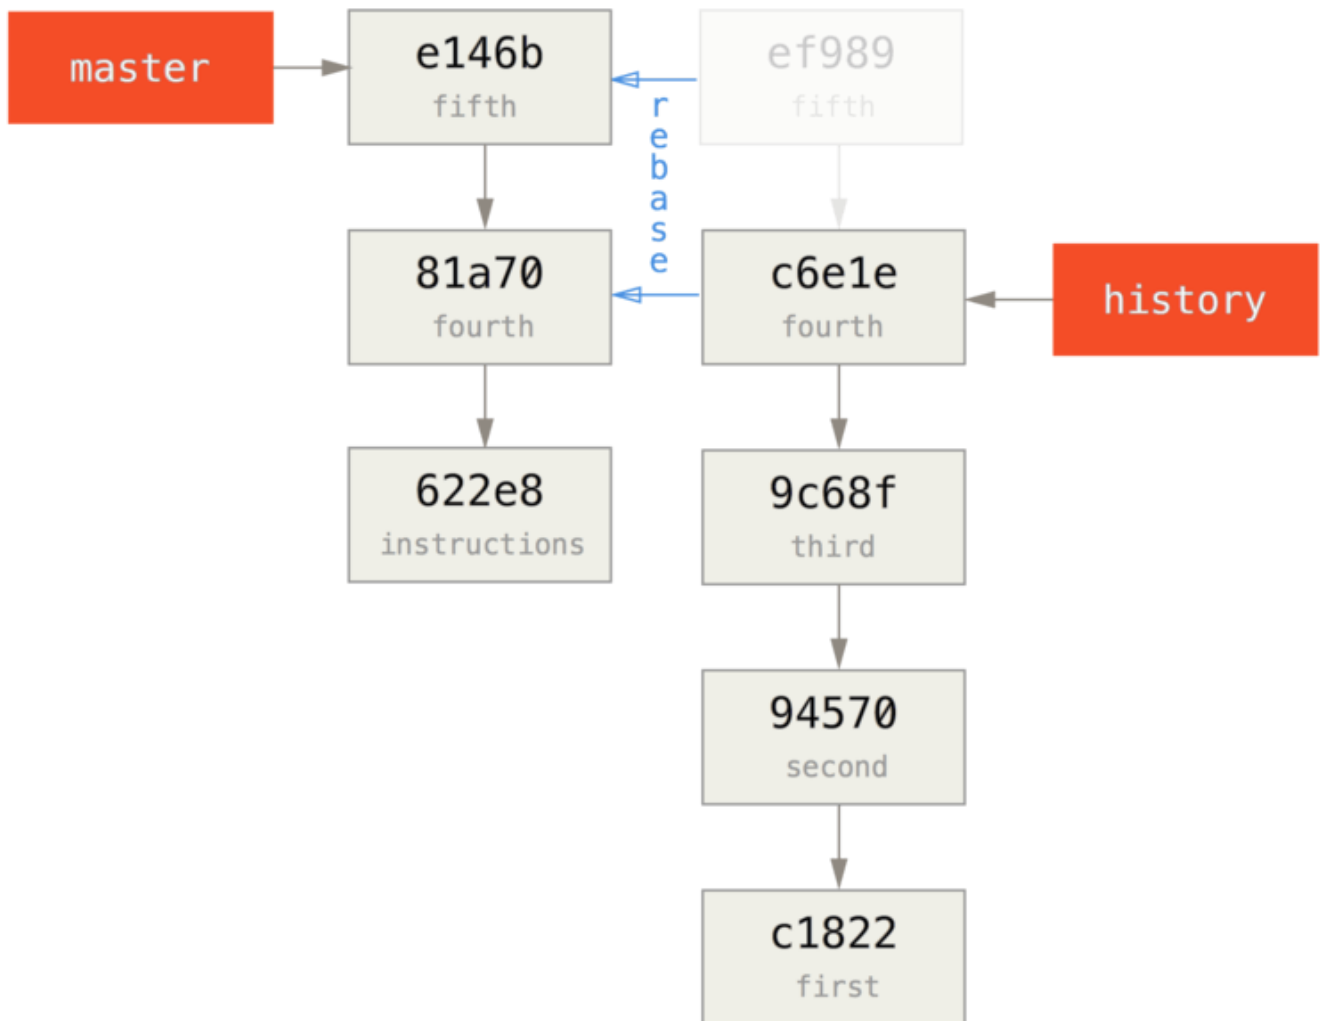 master
e146b
fifth
ef989
fifth
rebase
81a70
fourth
c6e1e
fourth
history
622e8
instructions
9c68f
third
94570
second
c1822
first